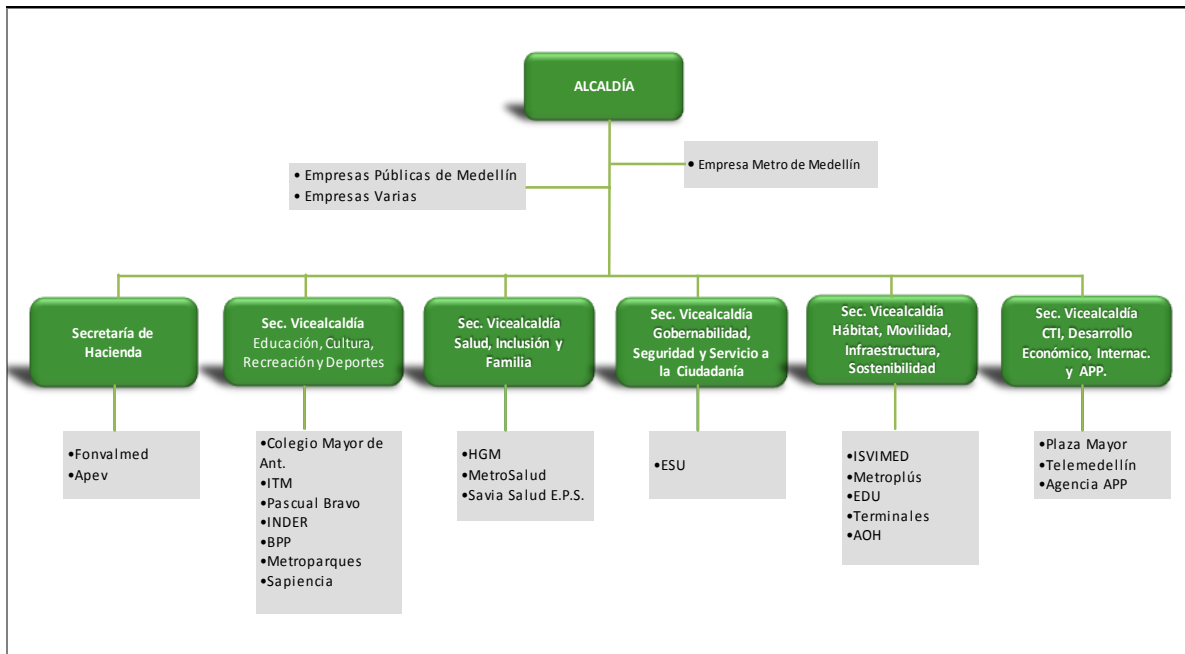 ALCALDÍA
• Empresas Públicas de Medellín
• Empresas Varias
• Empresa Metro de Medellín
Secretaría de
Hacienda
Sec. Vicealcaldía
Educación, Cultura,
Recreación y Deportes
Sec. Vicealcaldía
Salud, Inclusión y
Familia
Sec. Vicealcaldía
Gobernabilidad,
Seguridad y Servicio a
la Ciudadanía
Sec. Vicealcaldía
Hábitat, Movilidad,
Infraestructura,
Sostenibilidad
Sec. Vicealcaldía
CTI, Desarrollo
Económico, Internac.
y APP.
•Fonvalmed
•Apev
•Colegio Mayor de
Ant.
•ITM
•Pascual Bravo
•INDER
•BPP
•Metroparques
•Sapiencia
•HGM
•MetroSalud
•Savia Salud E.P.S.
•ESU
•ISVIMED
•Metroplús
•EDU
•Terminales
•AOH
•Plaza Mayor
•Telemedellín
•Agencia APP